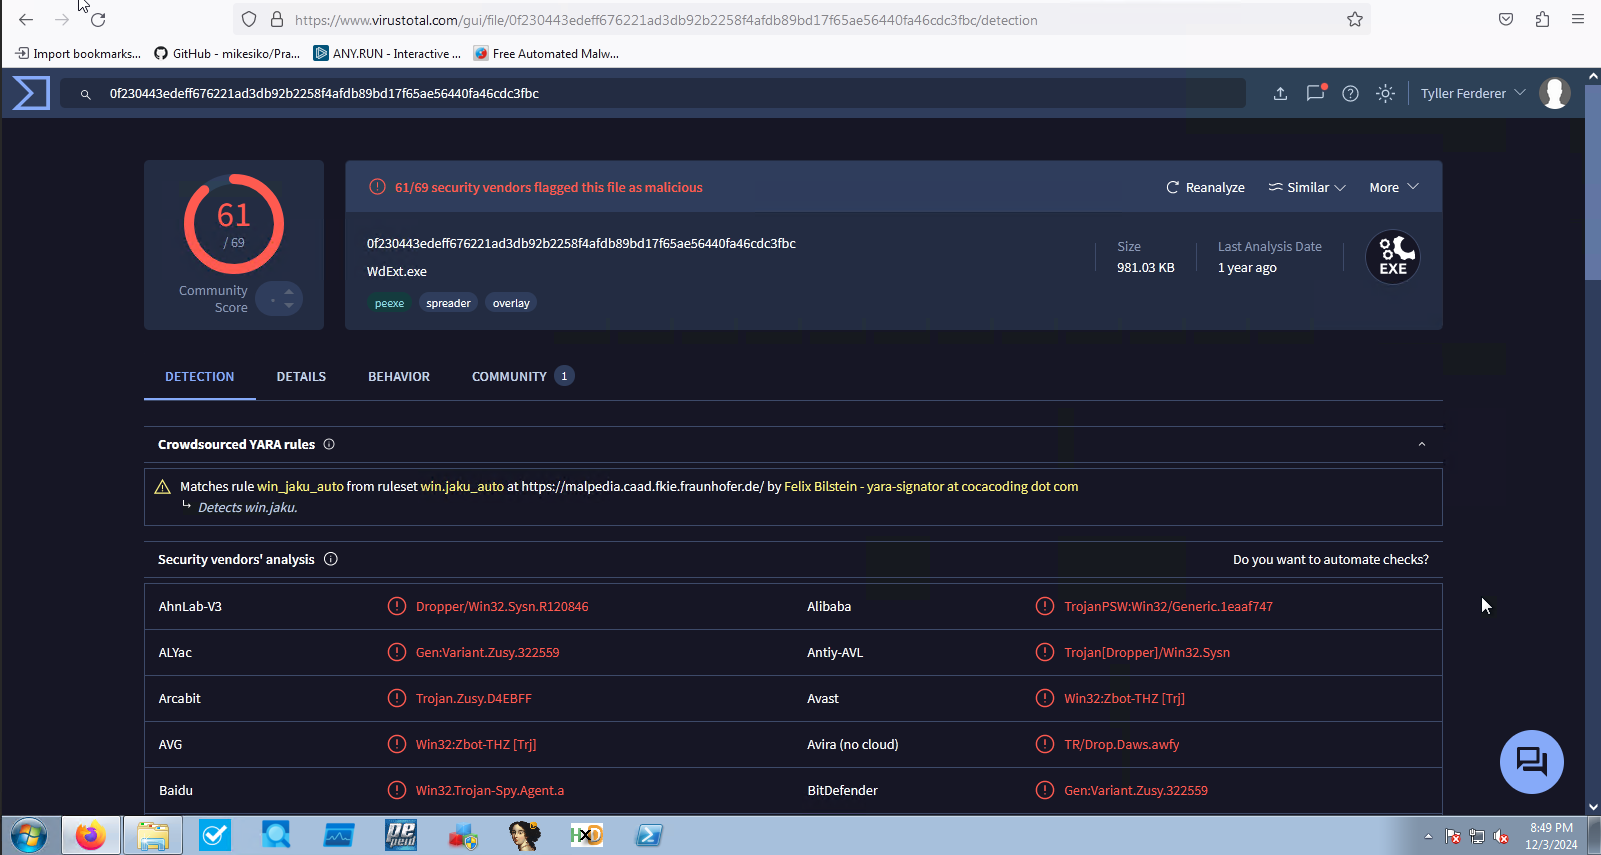 https://www.virustotal.com/gui/file/0f230443edeff676221ad3db92b2258f4afdb89bd17f65ae56440fa46cdc3fbc/detection
Import bookmarks... GitHub - mikesiko/Pra... ANY.RUN - Interactive ... Free Automated Malw...
0f230443edeff676221ad3db92b2258f4afdb89bd17f65ae56440fa46cdc3fbc
Tyller Ferderer
61
/ 69
Community
Score
61/69 security vendors flagged this file as malicious
Reanalyze Similar More
0f230443edeff676221ad3db92b2258f4afdb89bd17f65ae56440fa46cdc3fbc
WdExt.exe
peexe spreader overlay
Size
981.03 KB
Last Analysis Date
1 year ago
EXE
DETECTION DETAILS BEHAVIOR COMMUNITY 1
Crowdsourced YARA rules
Matches rule win_jaku_auto from ruleset win.jaku_auto at https://malpedia.caad.fkie.fraunhofer.de/ by Felix Bilstein - yara-signator at cocacoding dot com
Detects win.jaku.
Security vendors' analysis Do you want to automate checks?
AhnLab-V3 Dropper/Win32.Sysn.R120846 Alibaba TrojanPSW:Win32/Generic.1eaaf747
ALYac Gen:Variant.Zusy.322559 Antiy-AVL Trojan[Dropper]/Win32.Sysn
Arcabit Trojan.Zusy.D4EBFF Avast Win32:Zbot-THZ [Trj]
AVG Win32:Zbot-THZ [Trj] Avira (no cloud) TR/Drop.Daws.awfy
Baidu Win32.Trojan-Spy.Agent.a BitDefender Gen:Variant.Zusy.322559
PE
peid
HXD
8:49 PM
12/3/2024